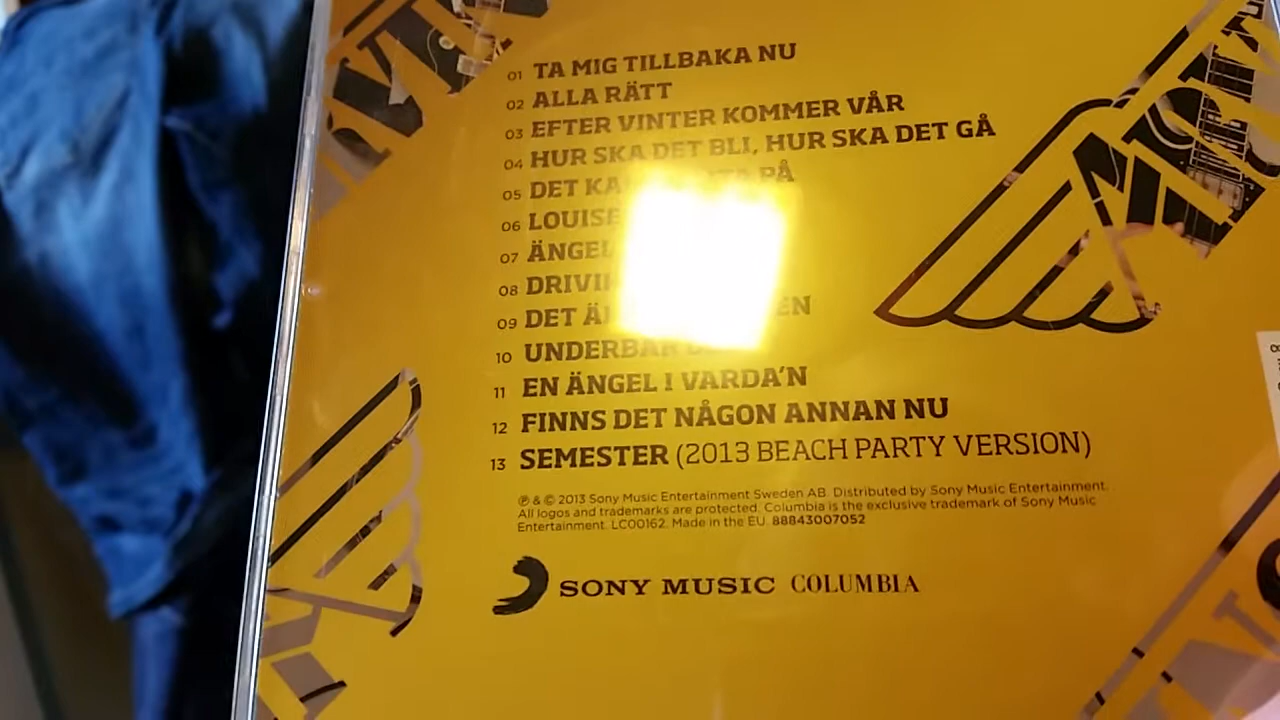 01 TA MIG TILLBAKA NU
02 ALLA RÄTT
03 EFTER VINTER KOMMER VÅR
04 HUR SKA DET BLI, HUR SKA DET GÅ
05 DET PÅ
06 LOUISE
07
08
09 DET
10 UNDERBAR
11 EN ÄNGEL I VARDA'N
12 FINNS DET NÅGON ANNAN NU
13 SEMESTER (2013 BEACH PARTY VERSION)
℗ & © 2013 Sony Music Entertainment Sweden AB. Distributed by Sony Music Entertainment.
All logos and trademarks are protected. Columbia is the exclusive trademark of Sony Music
Entertainment. LC00162. Made in the EU. 88843007052
SONY MUSIC COLUMBIA